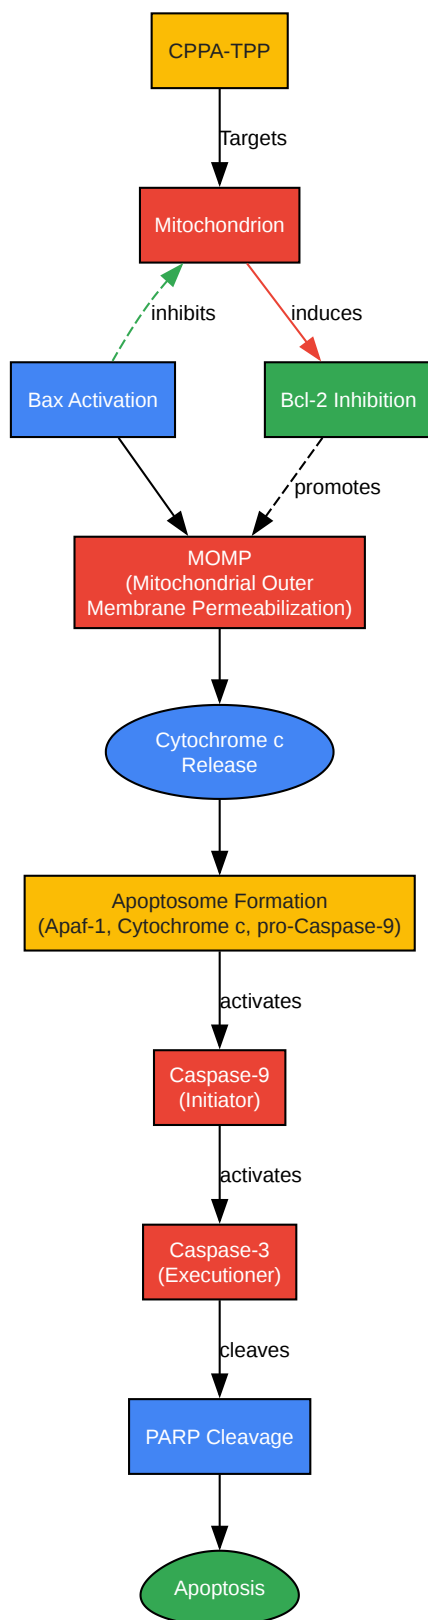 CPPA-TPP
Targets
Mitochondrion
inhibits
induces
Bax Activation
Bcl-2 Inhibition
promotes
MOMP
(Mitochondrial Outer
Membrane Permeabilization)
Cytochrome c
Release
Apoptosome Formation
(Apaf-1, Cytochrome c, pro-Caspase-9)
activates
Caspase-9
(Initiator)
activates
Caspase-3
(Executioner)
cleaves
PARP Cleavage
Apoptosis